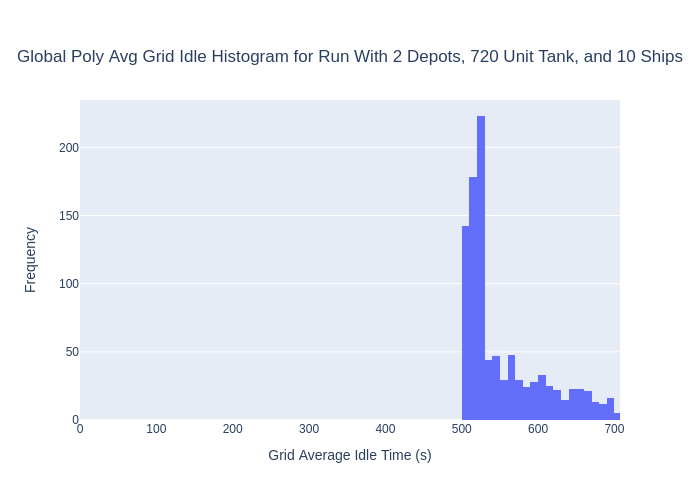 Global Poly Avg Grid Idle Histogram for Run With 2 Depots, 720 Unit Tank, and 10 Ships
200
150
100
50
0
0 100 200 300 400 500 600 700
Frequency
Grid Average Idle Time (s)